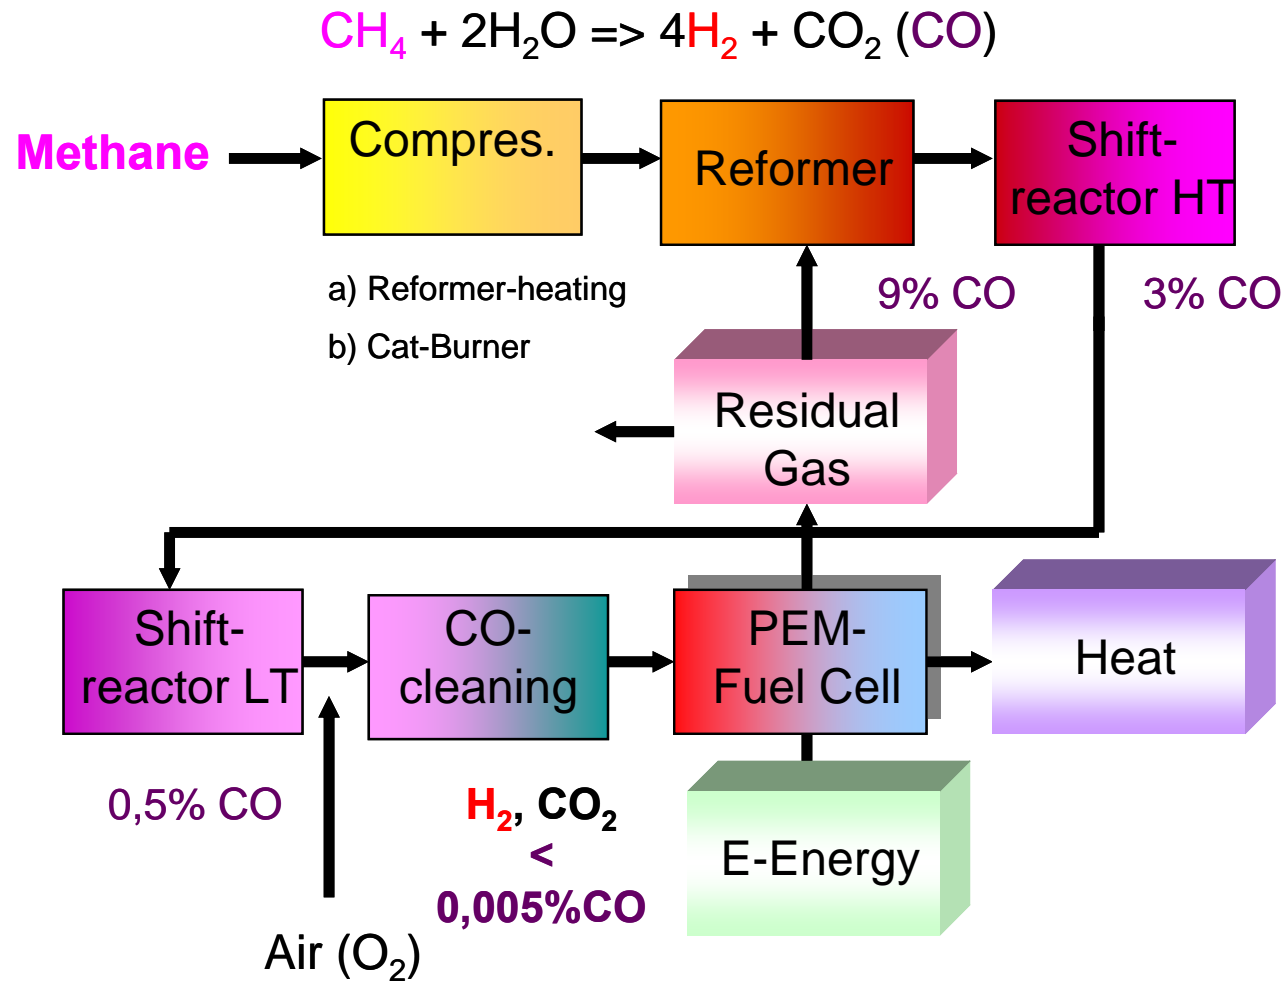 CH₄ + 2H₂O => 4H₂ + CO₂ (CO)
Methane
Compres.
Reformer
Shift-
reactor HT
a) Reformer-heating
b) Cat-Burner
9% CO
3% CO
Residual
Gas
Shift-
reactor LT
CO-
cleaning
PEM-
Fuel Cell
Heat
0,5% CO
H₂, CO₂
<
0,005%CO
E-Energy
Air (O₂)